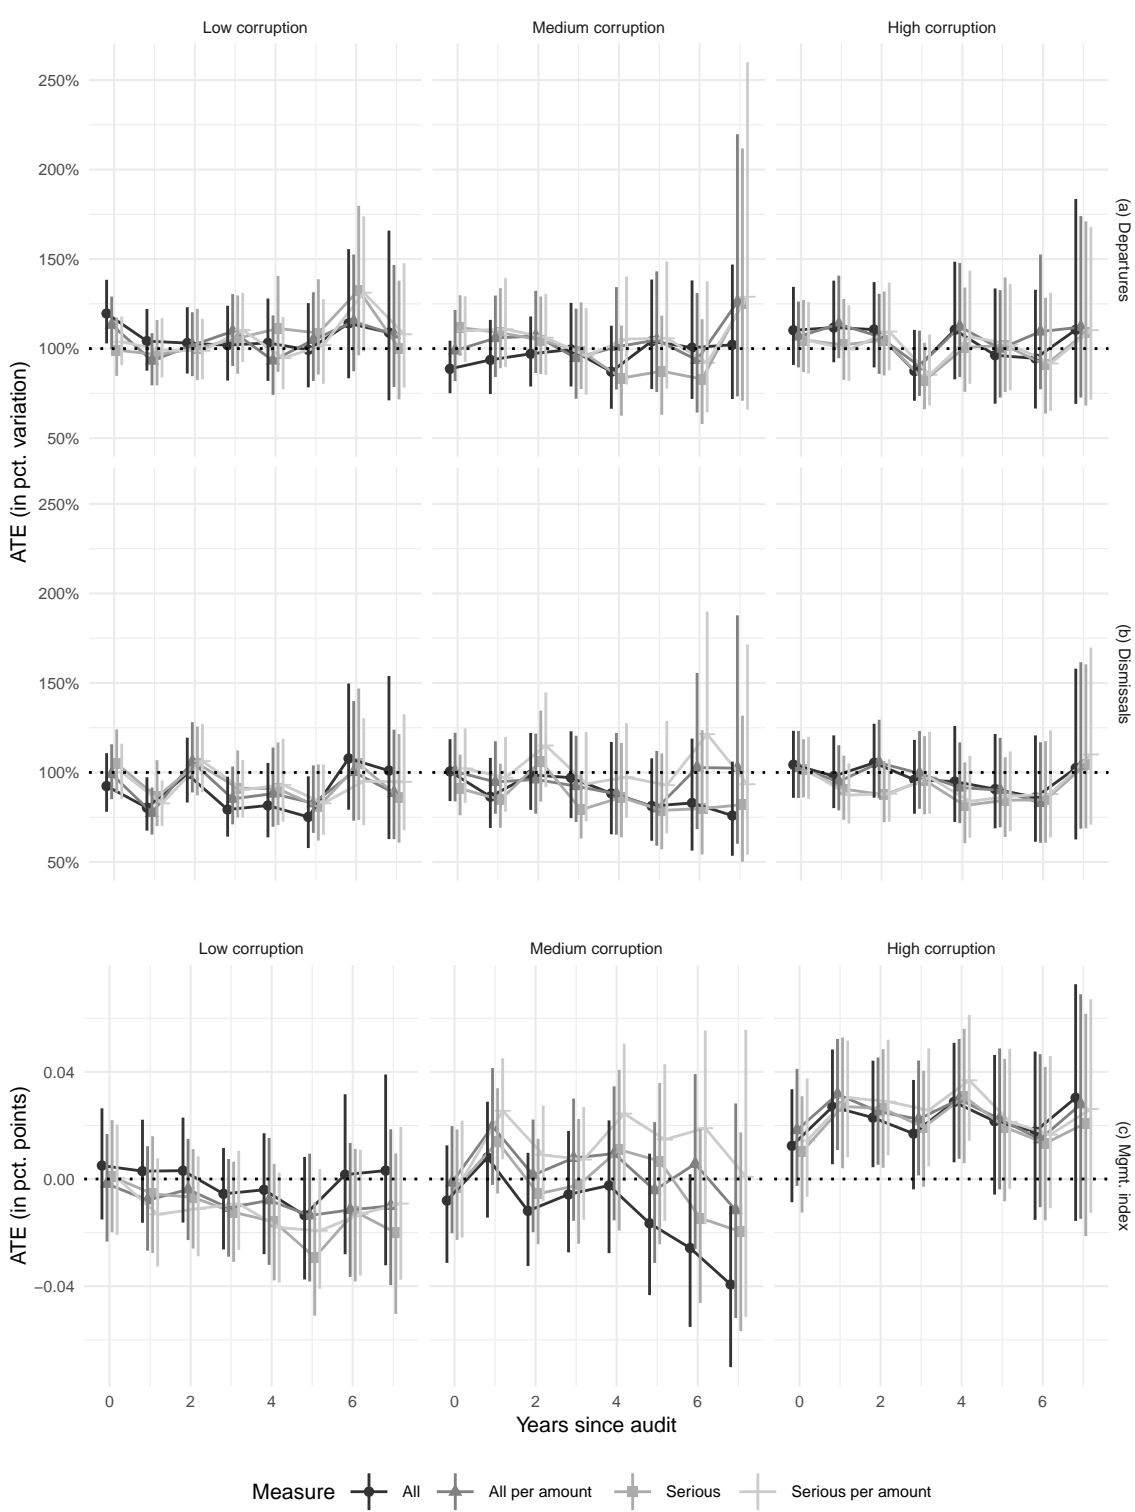 Low corruption
Medium corruption
High corruption
250%
200%
150%
100%
50%
(a) Departures
ATE (in pct. variation)
250%
200%
150%
100%
50%
(b) Dismissals
Low corruption
Medium corruption
High corruption
0.04
0.00
−0.04
ATE (in pct. points)
(c) Mgmt. index
0 2 4 6 0 2 4 6 0 2 4 6
Years since audit
Measure All All per amount Serious Serious per amount